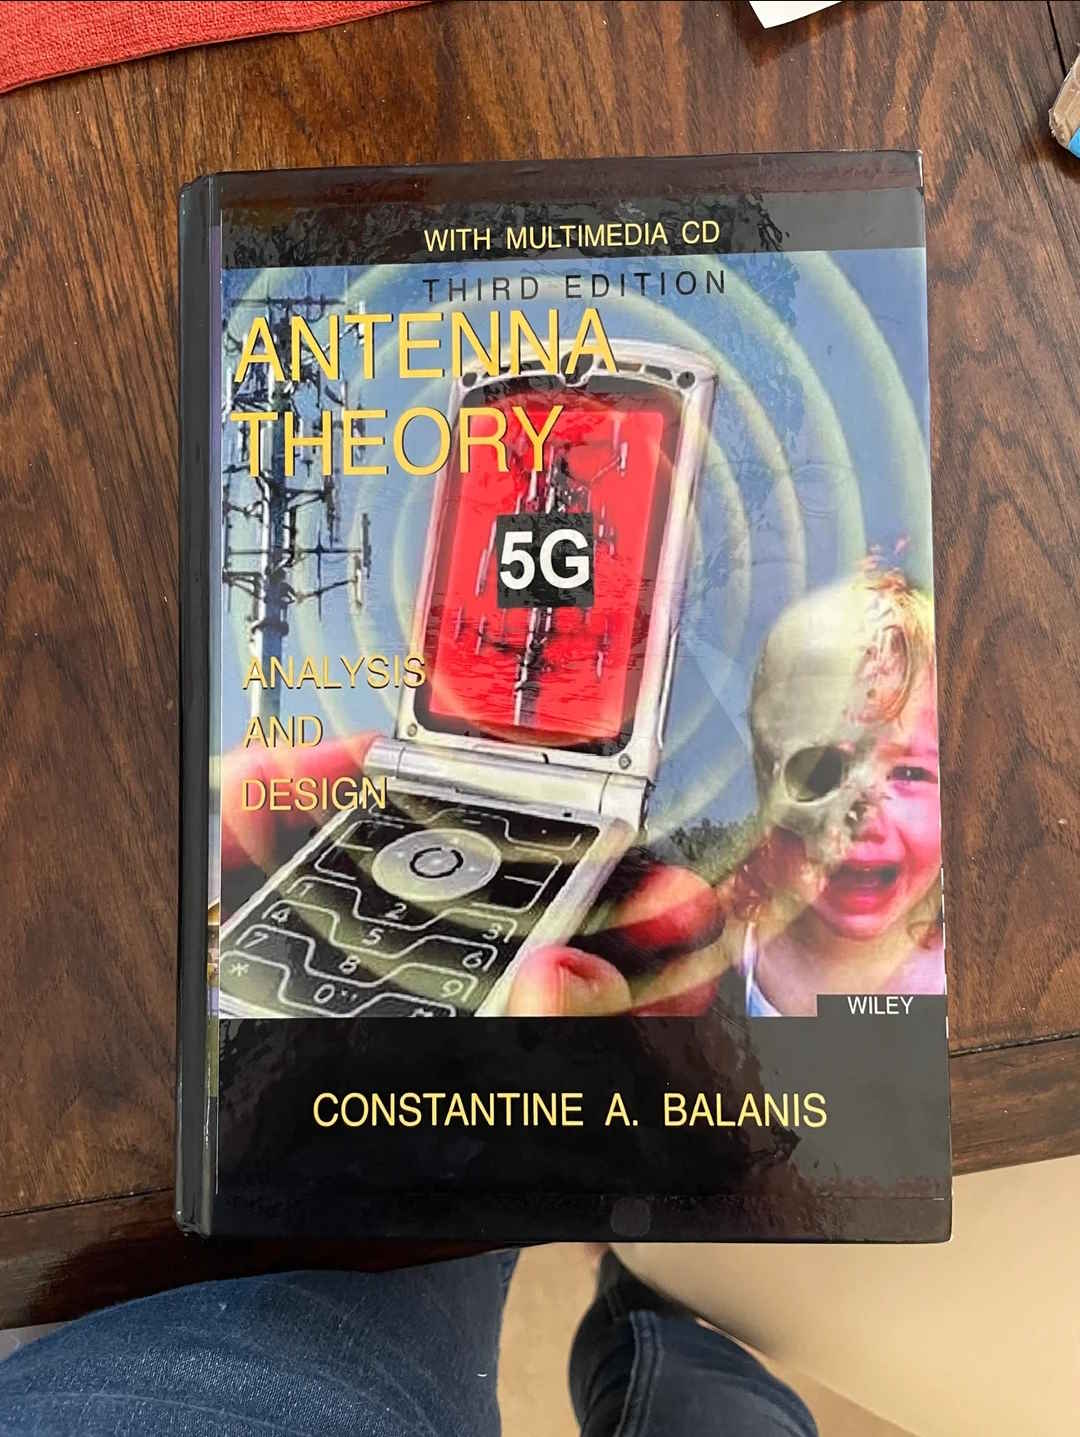 WITH MULTIMEDIA CD
THIRD EDITION
ANTENNA
THEORY
5G
ANALYSIS
AND
DESIGN
1
2
3
4
5
6
7
8
9
*
0
WILEY
CONSTANTINE A. BALANIS